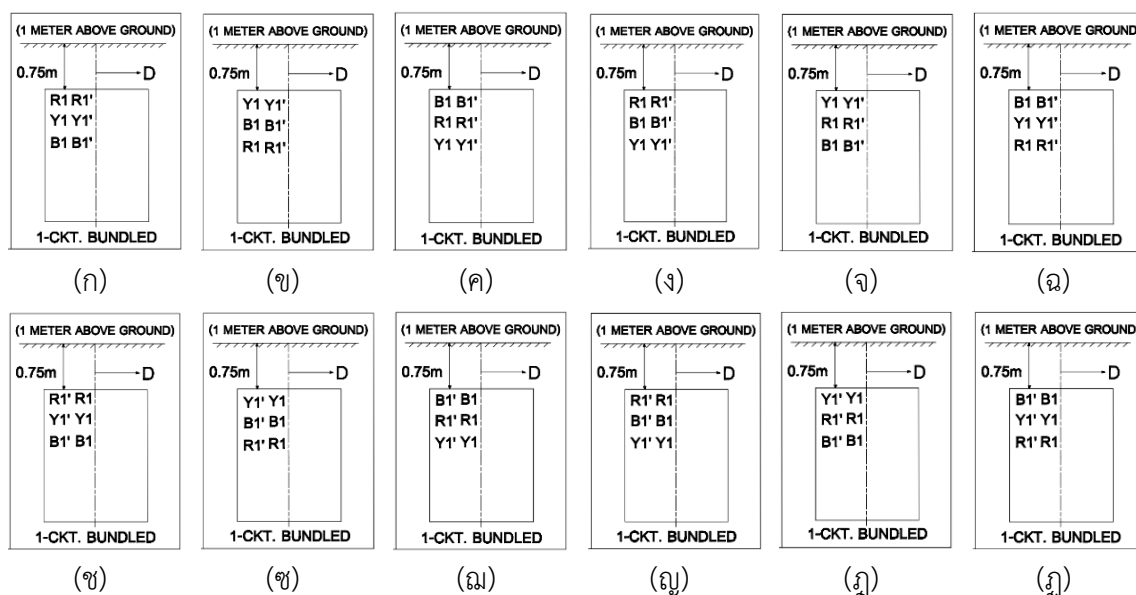 (1 METER ABOVE GROUND)
0.75m
D
R1 R1'
Y1 Y1'
B1 B1'
1-CKT. BUNDLED
(ก)
(1 METER ABOVE GROUND)
0.75m
D
Y1 Y1'
B1 B1'
R1 R1'
1-CKT. BUNDLED
(ข)
(1 METER ABOVE GROUND)
0.75m
D
B1 B1'
R1 R1'
Y1 Y1'
1-CKT. BUNDLED
(ค)
(1 METER ABOVE GROUND)
0.75m
D
R1 R1'
B1 B1'
Y1 Y1'
1-CKT. BUNDLED
(ง)
(1 METER ABOVE GROUND)
0.75m
D
Y1 Y1'
R1 R1'
B1 B1'
1-CKT. BUNDLED
(จ)
(1 METER ABOVE GROUND)
0.75m
D
B1 B1'
Y1 Y1'
R1 R1'
1-CKT. BUNDLED
(ฉ)
(1 METER ABOVE GROUND)
0.75m
D
R1' R1
Y1' Y1
B1' B1
1-CKT. BUNDLED
(ช)
(1 METER ABOVE GROUND)
0.75m
D
Y1' Y1
B1' B1
R1' R1
1-CKT. BUNDLED
(ซ)
(1 METER ABOVE GROUND)
0.75m
D
B1' B1
R1' R1
Y1' Y1
1-CKT. BUNDLED
(ฌ)
(1 METER ABOVE GROUND)
0.75m
D
R1' R1
B1' B1
Y1' Y1
1-CKT. BUNDLED
(ญ)
(1 METER ABOVE GROUND)
0.75m
D
Y1' Y1
R1' R1
B1' B1
1-CKT. BUNDLED
(ฎ)
(1 METER ABOVE GROUND)
0.75m
D
B1' B1
Y1' Y1
R1' R1
1-CKT. BUNDLED
(ฏ)